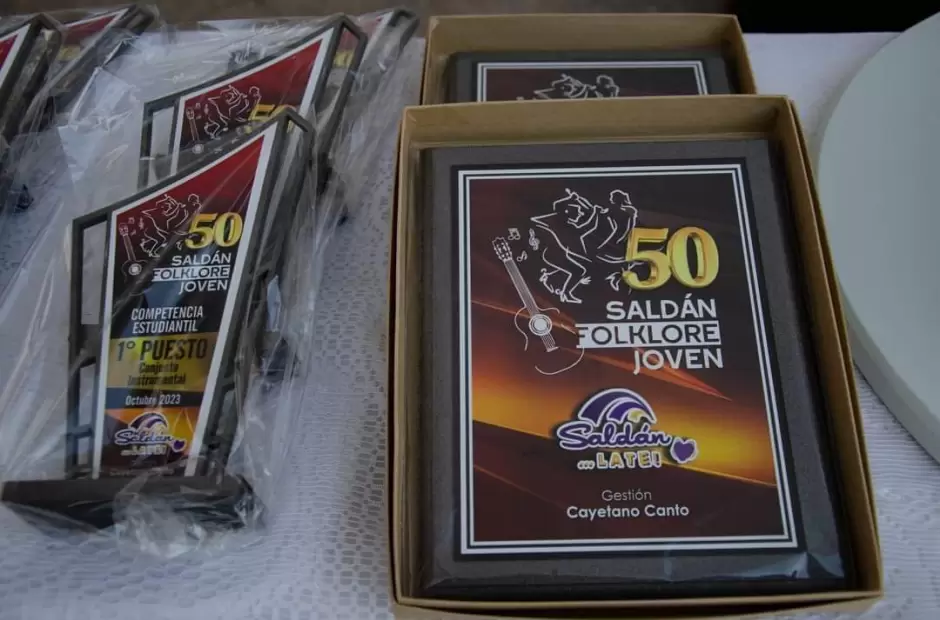 50
50
SALDÁN
FOLKLORE
JOVEN
COMPETENCIA
ESTUDIANTIL
1° PUESTO
Conjunto
Instrumental
Octubre 2023
Saldán
50
SALDÁN
FOLKLORE
JOVEN
Saldán
...LATE!
Gestión
Cayetano Canto